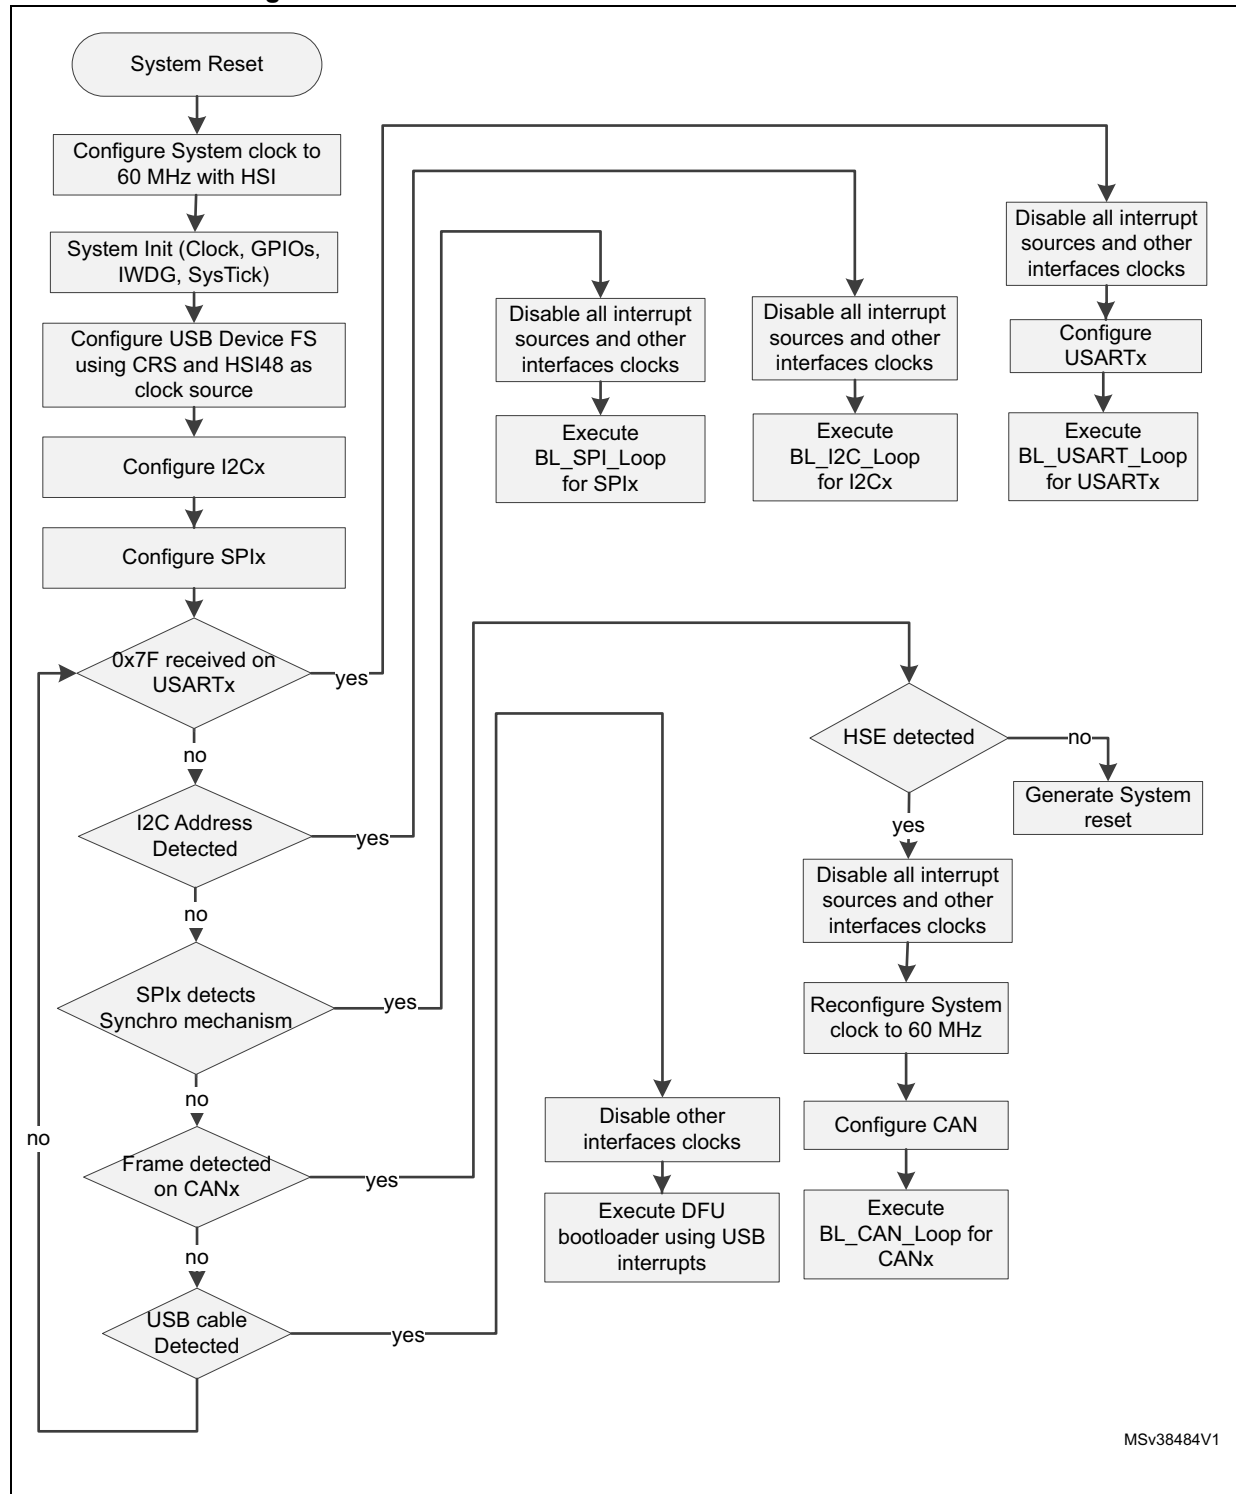 System Reset
Configure System clock to
60 MHz with HSI
System Init (Clock, GPIOs,
IWDG, SysTick)
Configure USB Device FS
using CRS and HSI48 as
clock source
Configure I2Cx
Configure SPIx
0x7F received on
USARTx
yes
no
I2C Address
Detected
yes
no
SPIx detects
Synchro mechanism
yes
no
Frame detected
on CANx
yes
no
USB cable
Detected
yes
no
Disable all interrupt
sources and other
interfaces clocks
Execute
BL_SPI_Loop
for SPIx
Disable all interrupt
sources and other
interfaces clocks
Execute
BL_I2C_Loop
for I2Cx
Disable all interrupt
sources and other
interfaces clocks
Configure
USARTx
Execute
BL_USART_Loop
for USARTx
HSE detected
no
Generate System
reset
yes
Disable all interrupt
sources and other
interfaces clocks
Reconfigure System
clock to 60 MHz
Configure CAN
Execute
BL_CAN_Loop for
CANx
Disable other
interfaces clocks
Execute DFU
bootloader using USB
interrupts
MSv38484V1